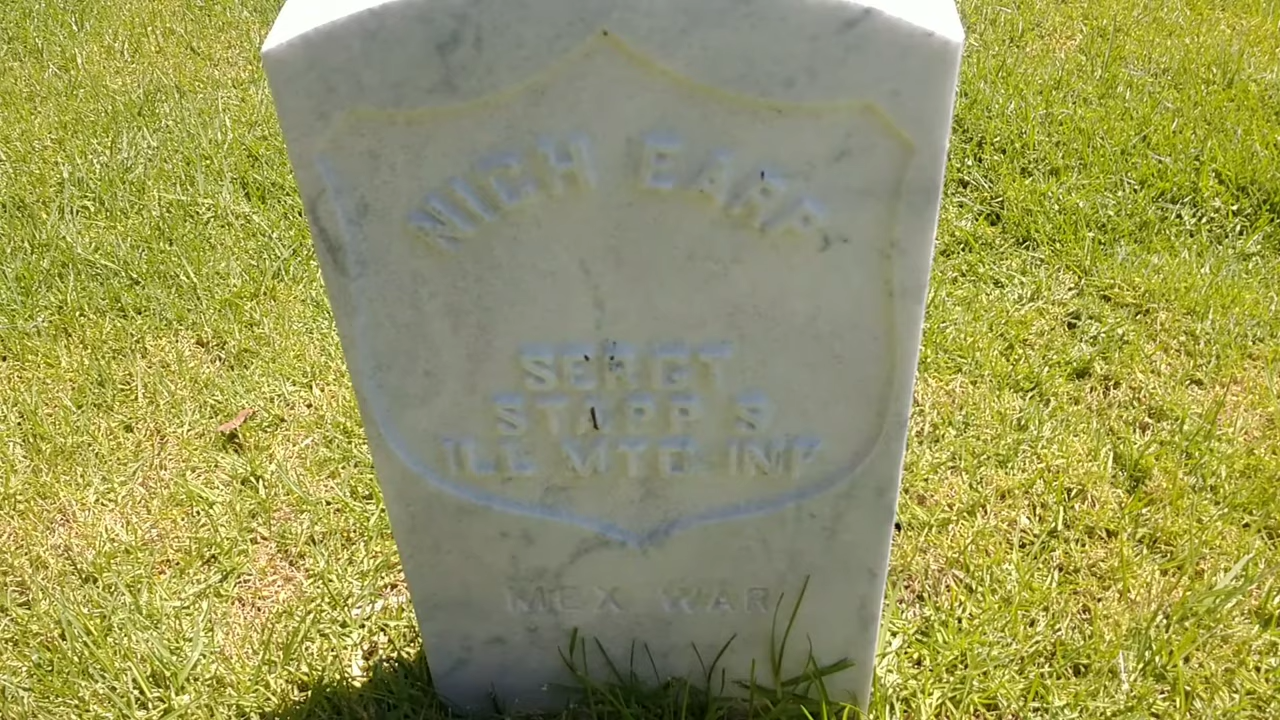 NICH EARP
SERGT
STAPP'S
ILL. MTD. INF.
MEX. WAR